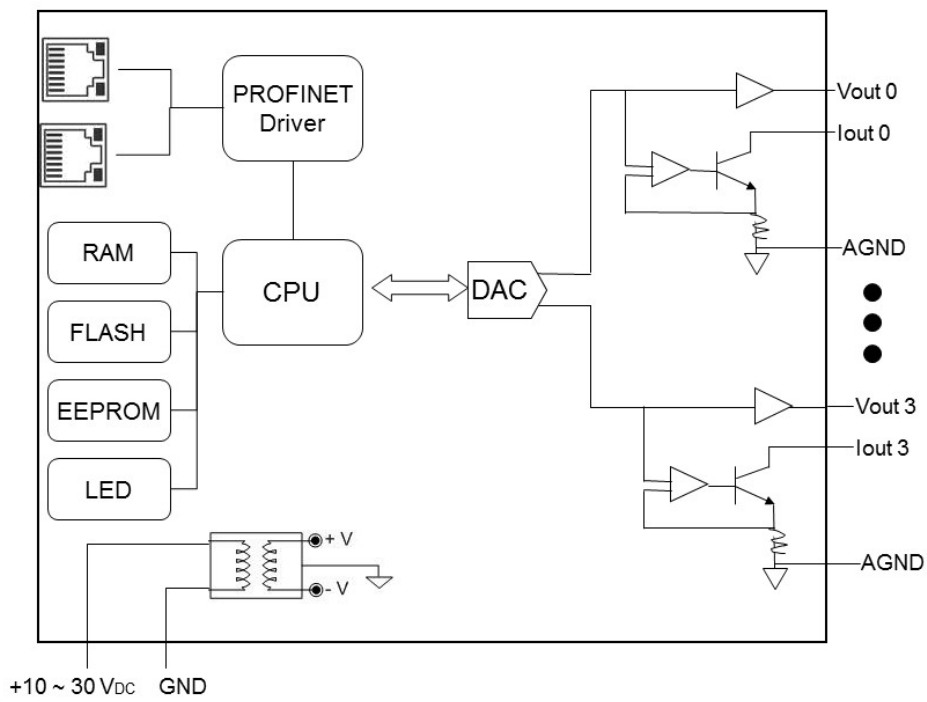 PROFINET
Driver
Vout 0
Iout 0
RAM
AGND
CPU
DAC
FLASH
EEPROM
Vout 3
Iout 3
LED
+ V
AGND
- V
+10 ~ 30 VDC GND